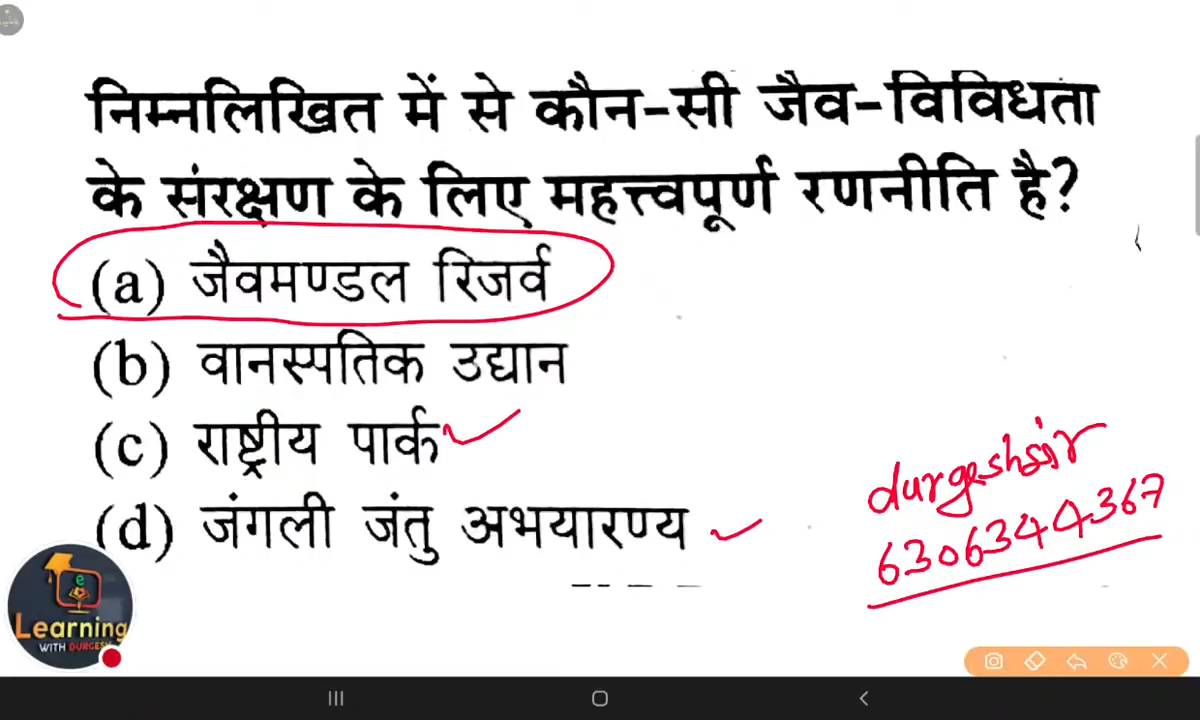 निम्नलिखित में से कौन-सी जैव-विविधता
के संरक्षण के लिए महत्त्वपूर्ण रणनीति है?
(a) जैवमण्डल रिजर्व
(b) वानस्पतिक उद्यान
(c) राष्ट्रीय पार्क
(d) जंगली जंतु अभयारण्य
durgeshsir
6306344367
e
Learning
WITH DURGESH